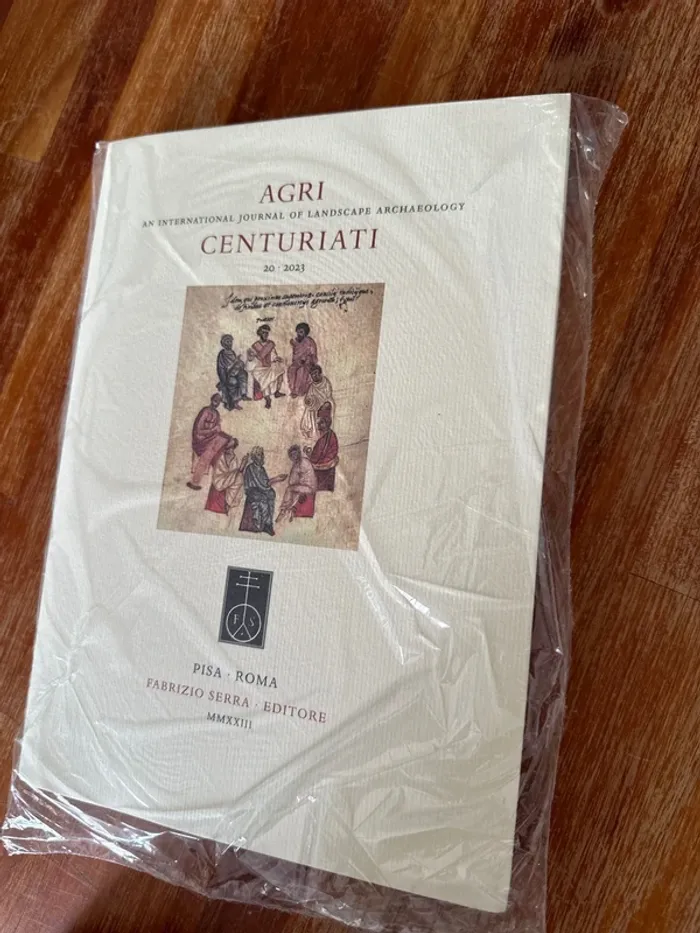 AGRI
AN INTERNATIONAL JOURNAL OF LANDSCAPE ARCHAEOLOGY
CENTURIATI
20 · 2023
F S
PISA · ROMA
FABRIZIO SERRA · EDITORE
MMXXIII